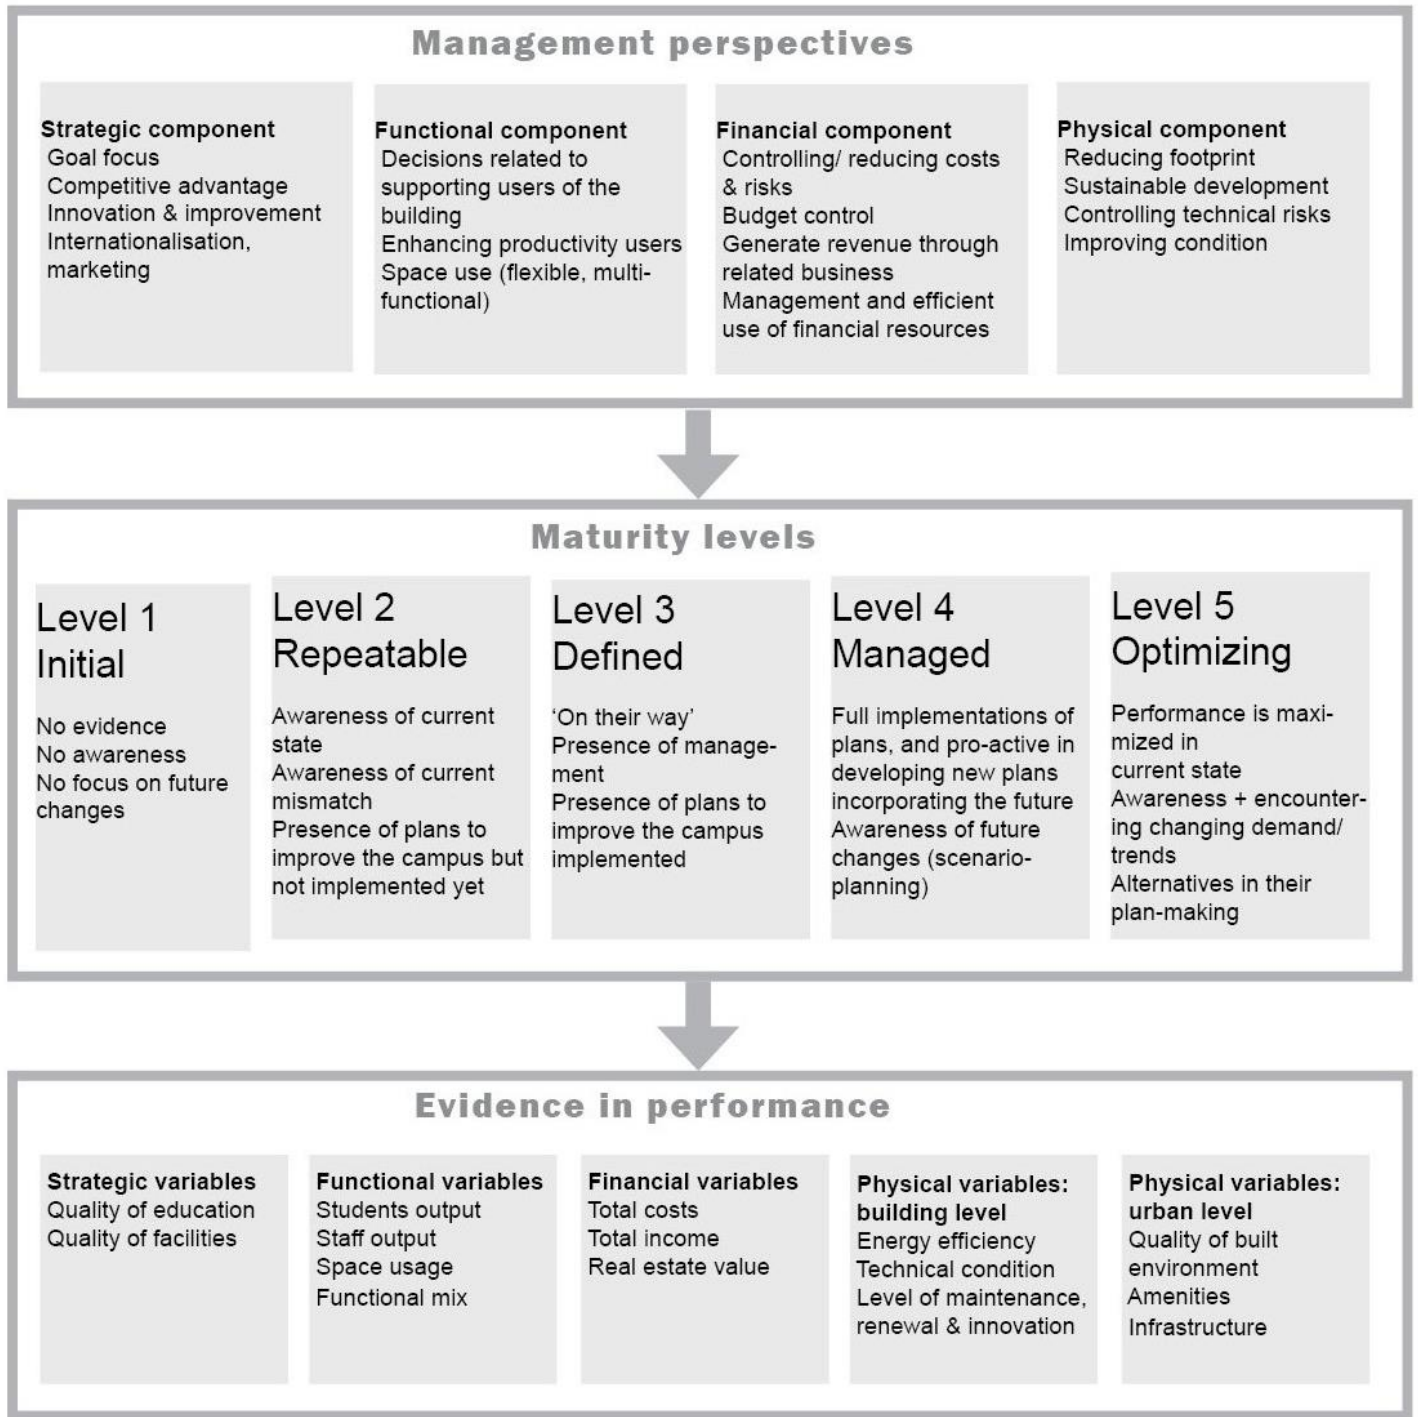 Management perspectives
Strategic component
Goal focus
Competitive advantage
Innovation & improvement
Internationalisation,
marketing
Functional component
Decisions related to
supporting users of the
building
Enhancing productivity users
Space use (flexible, multi-
functional)
Financial component
Controlling/ reducing costs
& risks
Budget control
Generate revenue through
related business
Management and efficient
use of financial resources
Physical component
Reducing footprint
Sustainable development
Controlling technical risks
Improving condition
Maturity levels
Level 1
Initial
No evidence
No awareness
No focus on future
changes
Level 2
Repeatable
Awareness of current
state
Awareness of current
mismatch
Presence of plans to
improve the campus but
not implemented yet
Level 3
Defined
‘On their way’
Presence of manage-
ment
Presence of plans to
improve the campus
implemented
Level 4
Managed
Full implementations of
plans, and pro-active in
developing new plans
incorporating the future
Awareness of future
changes (scenario-
planning)
Level 5
Optimizing
Performance is maxi-
mized in
current state
Awareness + encounter-
ing changing demand/
trends
Alternatives in their
plan-making
Evidence in performance
Strategic variables
Quality of education
Quality of facilities
Functional variables
Students output
Staff output
Space usage
Functional mix
Financial variables
Total costs
Total income
Real estate value
Physical variables:
building level
Energy efficiency
Technical condition
Level of maintenance,
renewal & innovation
Physical variables:
urban level
Quality of built
environment
Amenities
Infrastructure